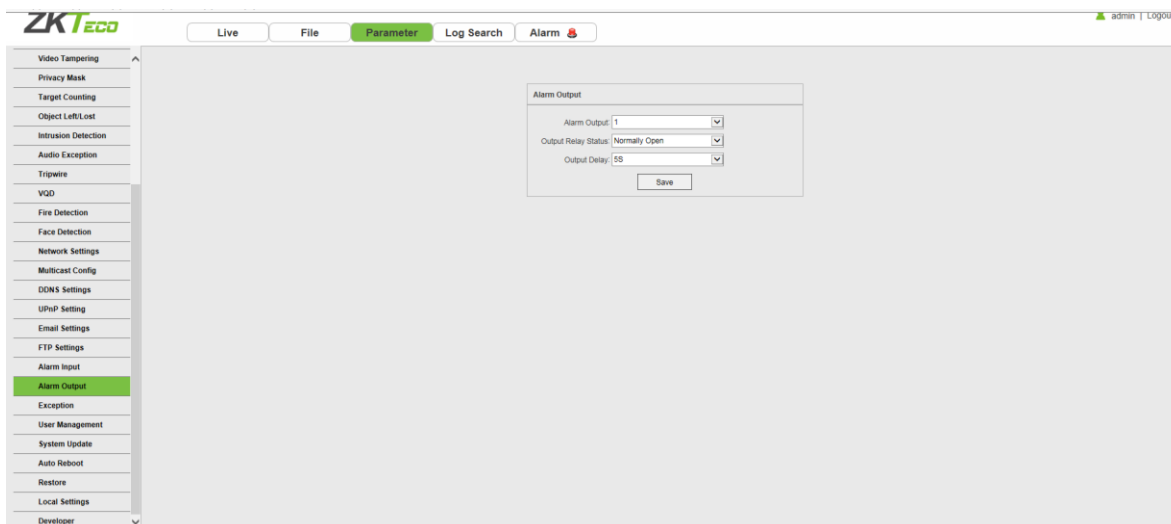 ZKTECO
admin | Logou
Live
File
Parameter
Log Search
Alarm
Video Tampering
Privacy Mask
Target Counting
Object Left/Lost
Intrusion Detection
Audio Exception
Tripwire
VQD
Fire Detection
Face Detection
Network Settings
Multicast Config
DDNS Settings
UPnP Setting
Email Settings
FTP Settings
Alarm Input
Alarm Output
Exception
User Management
System Update
Auto Reboot
Restore
Local Settings
Developer
Alarm Output
Alarm Output: 1
Output Relay Status: Normally Open
Output Delay: 5S
Save